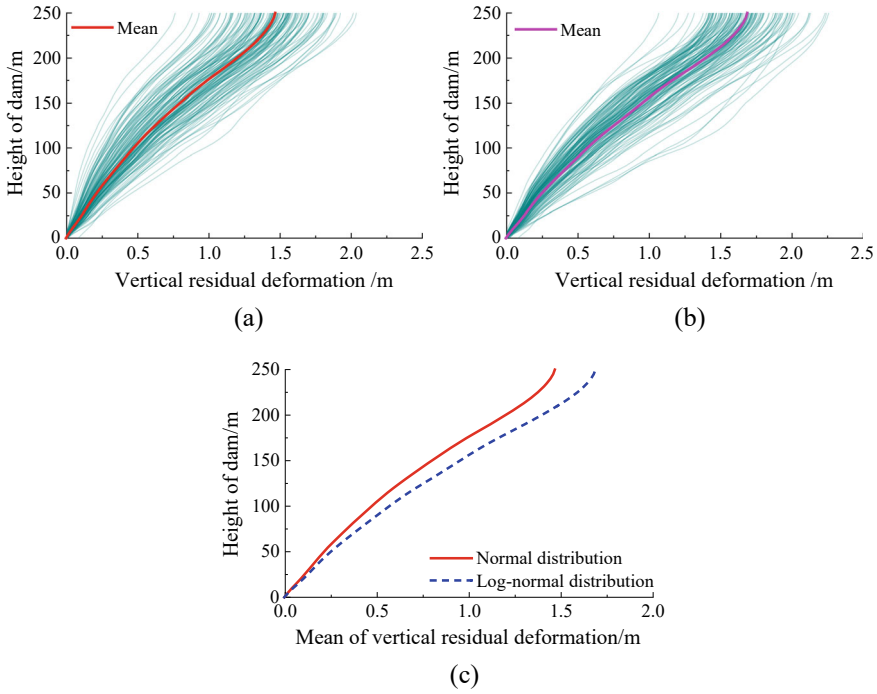 250
200
150
100
50
0
Height of dam/m
Mean
0.0 0.5 1.0 1.5 2.0 2.5
Vertical residual deformation /m
(a)
250
200
150
100
50
0
Height of dam/m
Mean
0.0 0.5 1.0 1.5 2.0 2.5
Vertical residual deformation /m
(b)
250
200
150
100
50
0
Height of dam/m
Normal distribution
Log-normal distribution
0.0 0.5 1.0 1.5 2.0
Mean of vertical residual deformation/m
(c)